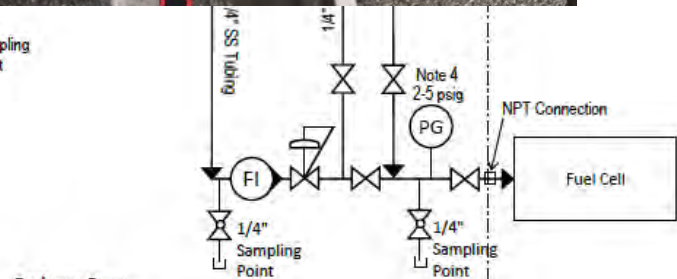 pling
t
/4" SS Tubing
1/4"
Note 4
2-5 psig
PG
NPT Connection
FI
Fuel Cell
1/4"
Sampling
Point
1/4"
Sampling
Point